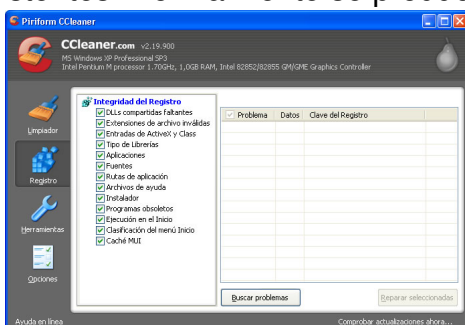 Piriform CCleaner
CCleaner.com v2.19.900
MS Windows XP Professional SP3
Intel Pentium M processor 1.70GHz, 1,0GB RAM, Intel 82852/82855 GM/GME Graphics Controller
Limpiador
Registro
Herramientas
Opciones
Integridad del Registro
DLLs compartidas faltantes
Extensiones de archivo inválidas
Entradas de ActiveX y Class
Tipo de Librerías
Aplicaciones
Fuentes
Rutas de aplicación
Archivos de ayuda
Instalador
Programas obsoletos
Ejecución en el Inicio
Clasificación del menú Inicio
Caché MUI
Problema Datos Clave del Registro
Buscar problemas Reparar seleccionadas
Ayuda en línea Comprobar actualizaciones ahora...